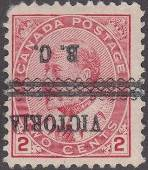 CANADA POSTAGE
B.C.
VICTORIA
2 TWO CENTS 2